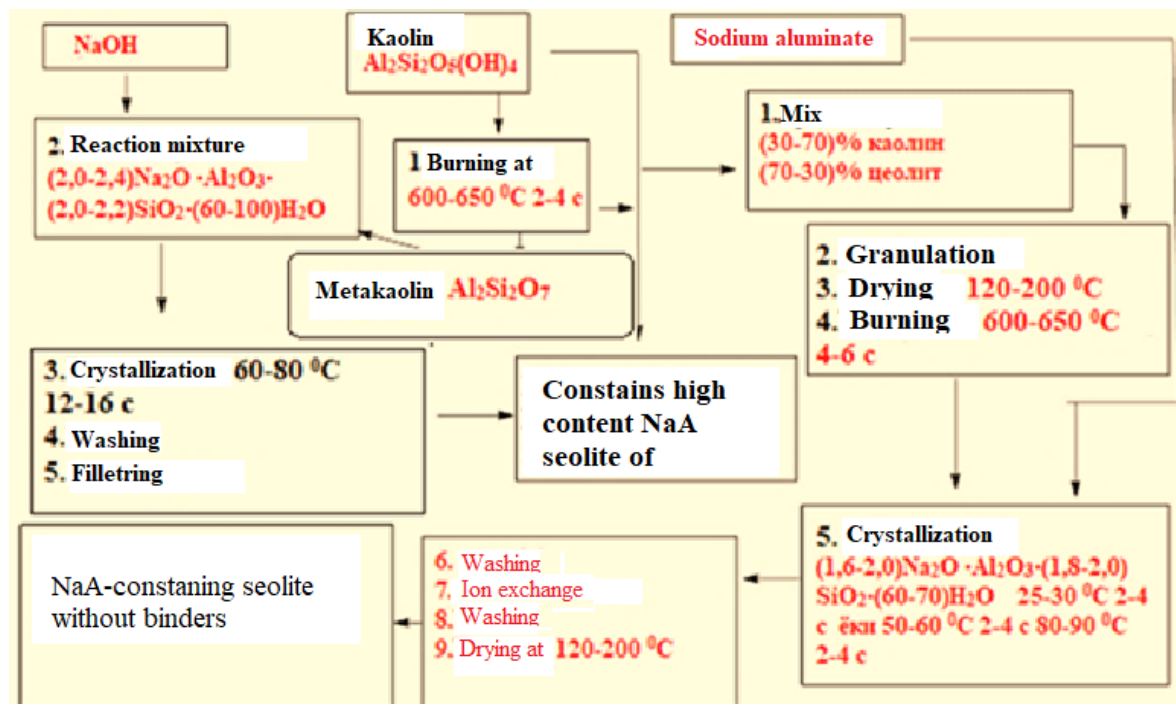 NaOH
Kaolin
Al₂Si₂O₅(OH)₄
Sodium aluminate
2. Reaction mixture
(2,0-2,4)Na₂O ·Al₂O₃·
(2,0-2,2)SiO₂·(60-100)H₂O
1 Burning at
600-650 ⁰C 2-4 c
1. Mix
(30-70)% каолин
(70-30)% цеолит
Metakaolin Al₂Si₂O₇
2. Granulation
3. Drying 120-200 ⁰C
4. Burning 600-650 ⁰C
4-6 c
3. Crystallization 60-80 ⁰C
12-16 c
4. Washing
5. Filletring
Constains high
content NaA
seolite of
5. Crystallization
(1,6-2,0)Na₂O ·Al₂O₃·(1,8-2,0)
SiO₂·(60-70)H₂O 25-30 ⁰C 2-4
c ёки 50-60 ⁰C 2-4 c 80-90 ⁰C
2-4 c
6. Washing
7. Ion exchange
8. Washing
9. Drying at 120-200 ⁰C
NaA-constaning seolite
without binders